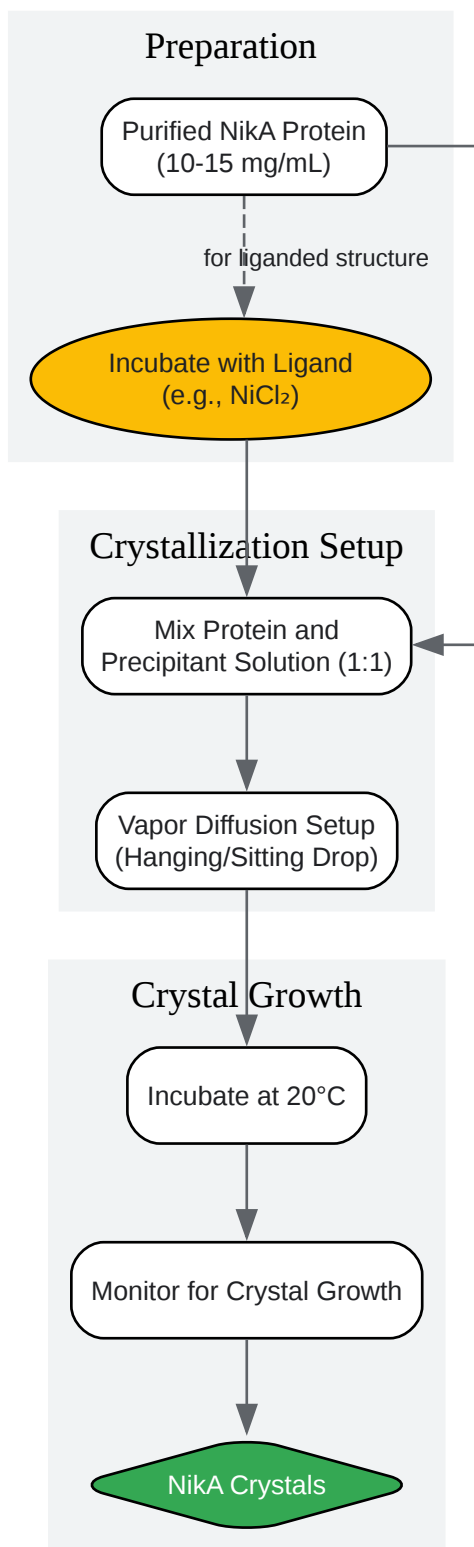 Preparation
Purified NikA Protein
(10-15 mg/mL)
for liganded structure
Incubate with Ligand
(e.g., NiCl₂)
Crystallization Setup
Mix Protein and
Precipitant Solution (1:1)
Vapor Diffusion Setup
(Hanging/Sitting Drop)
Crystal Growth
Incubate at 20°C
Monitor for Crystal Growth
NikA Crystals